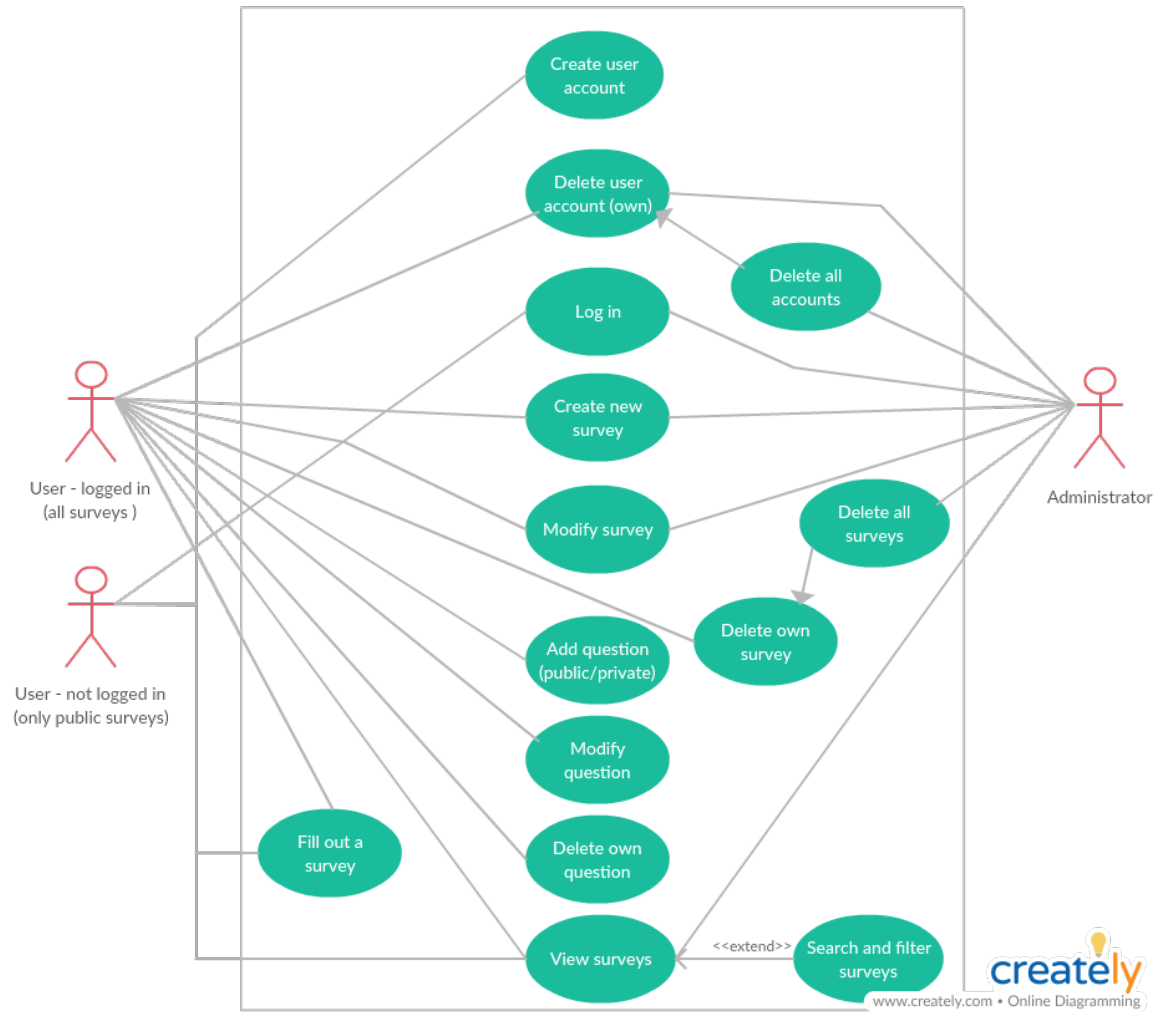 Create user
account
Delete user
account (own)
Delete all
accounts
Log in
Create new
survey
User - logged in
(all surveys )
Administrator
Modify survey
Delete all
surveys
Delete own
survey
Add question
(public/private)
User - not logged in
(only public surveys)
Modify
question
Fill out a
survey
Delete own
question
View surveys
<<extend>>
Search and filter
surveys
creately
www.creately.com • Online Diagramming